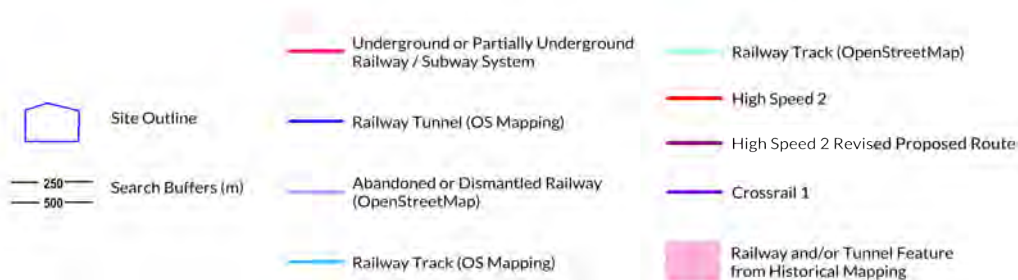 Site Outline
250
500
Search Buffers (m)
Underground or Partially Underground
Railway / Subway System
Railway Tunnel (OS Mapping)
Abandoned or Dismantled Railway
(OpenStreetMap)
Railway Track (OS Mapping)
Railway Track (OpenStreetMap)
High Speed 2
High Speed 2 Revised Proposed Route
Crossrail 1
Railway and/or Tunnel Feature
from Historical Mapping